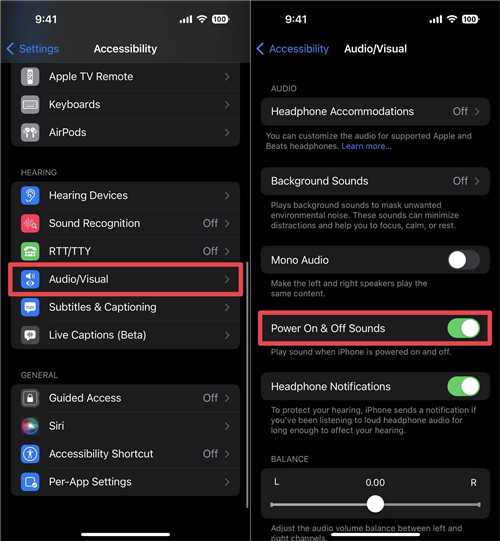 9:41
100
Settings
Accessibility
Apple TV Remote
Keyboards
AirPods
HEARING
Hearing Devices
Sound Recognition Off
RTT/TTY Off
Audio/Visual
Subtitles & Captioning
Live Captions (Beta)
GENERAL
Guided Access Off
Siri
Accessibility Shortcut Off
Per-App Settings
9:41
100
Accessibility
Audio/Visual
AUDIO
Headphone Accommodations Off
You can customize the audio for supported Apple and
Beats headphones. Learn more...
Background Sounds Off
Plays background sounds to mask unwanted
environmental noise. These sounds can minimize
distractions and help you to focus, calm, or rest.
Mono Audio
Make the left and right speakers play the
same content.
Power On & Off Sounds
Play sound when iPhone is powered on and off.
Headphone Notifications
To protect your hearing, iPhone sends a notification if
you've been listening to loud headphone audio for
long enough to affect your hearing.
BALANCE
L 0.00 R
Adjust the audio volume balance between left and
right channels.